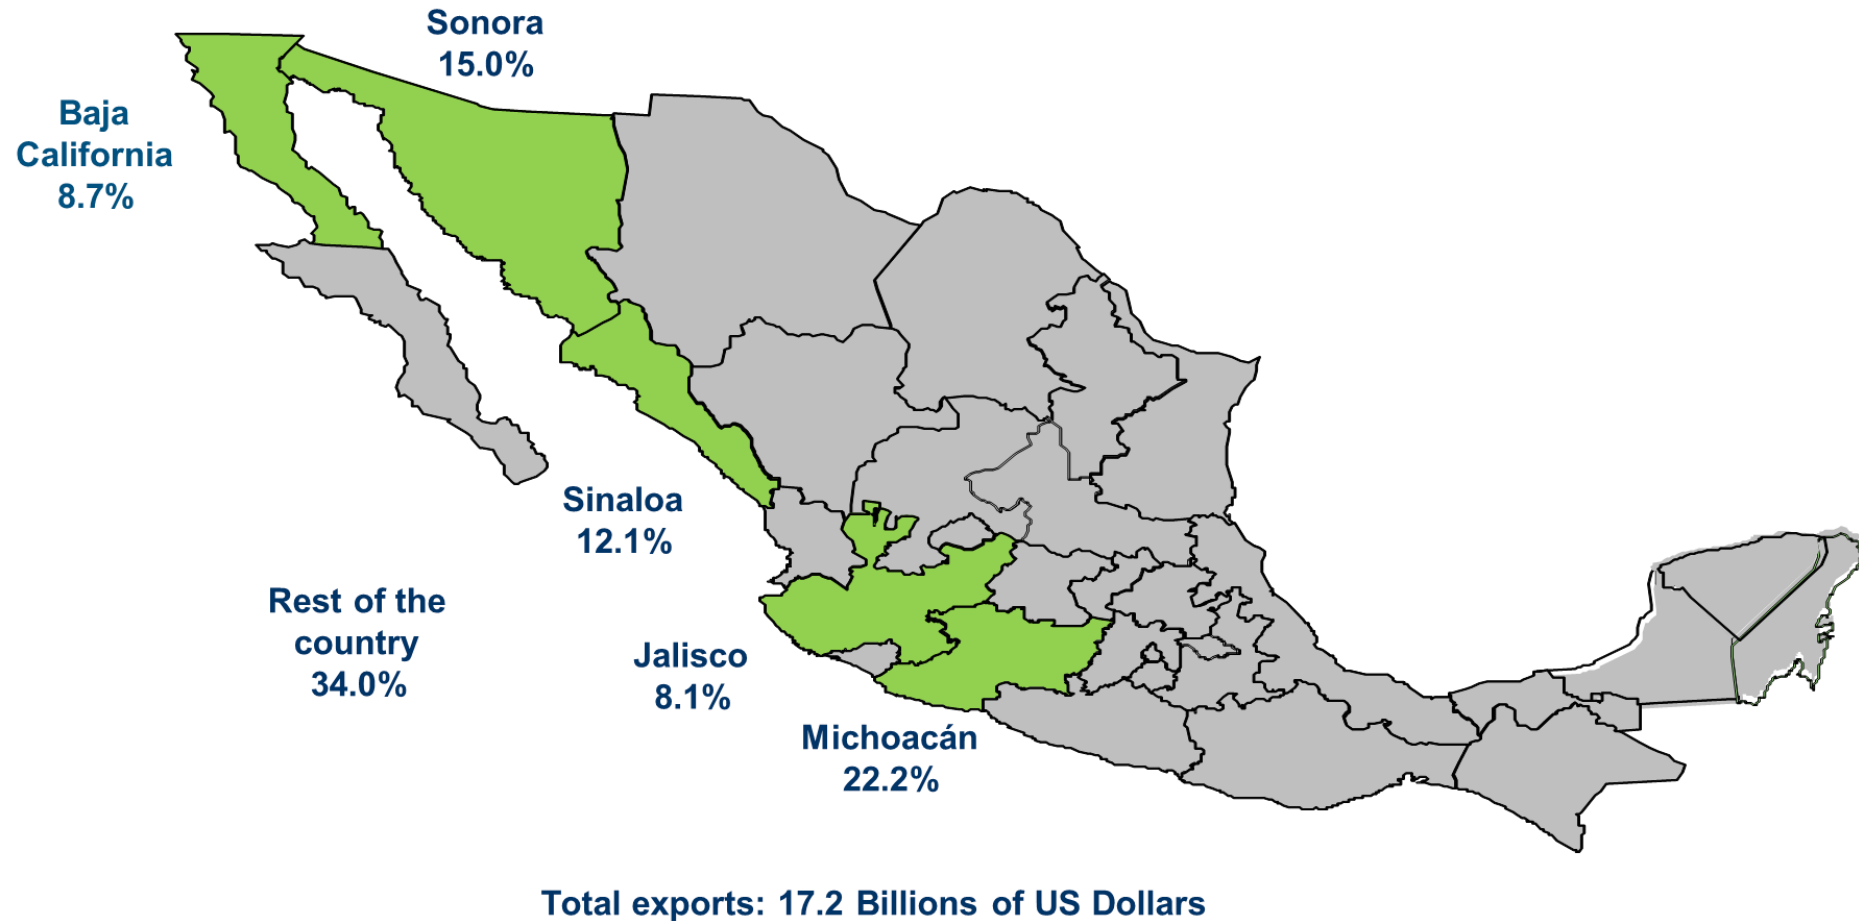 Sonora
15.0%
Baja
California
8.7%
Sinaloa
12.1%
Rest of the
country
34.0%
Jalisco
8.1%
Michoacán
22.2%
Total exports: 17.2 Billions of US Dollars